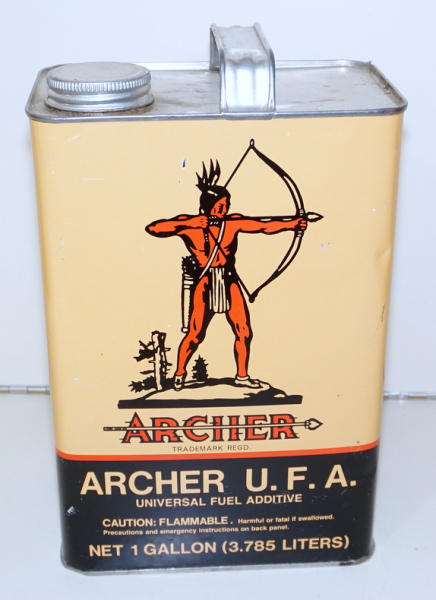 ARCHER
TRADEMARK REGD.
ARCHER U.F.A.
UNIVERSAL FUEL ADDITIVE
CAUTION: FLAMMABLE. Harmful or fatal if swallowed.
Precautions and emergency instructions on back panel.
NET 1 GALLON (3.785 LITERS)